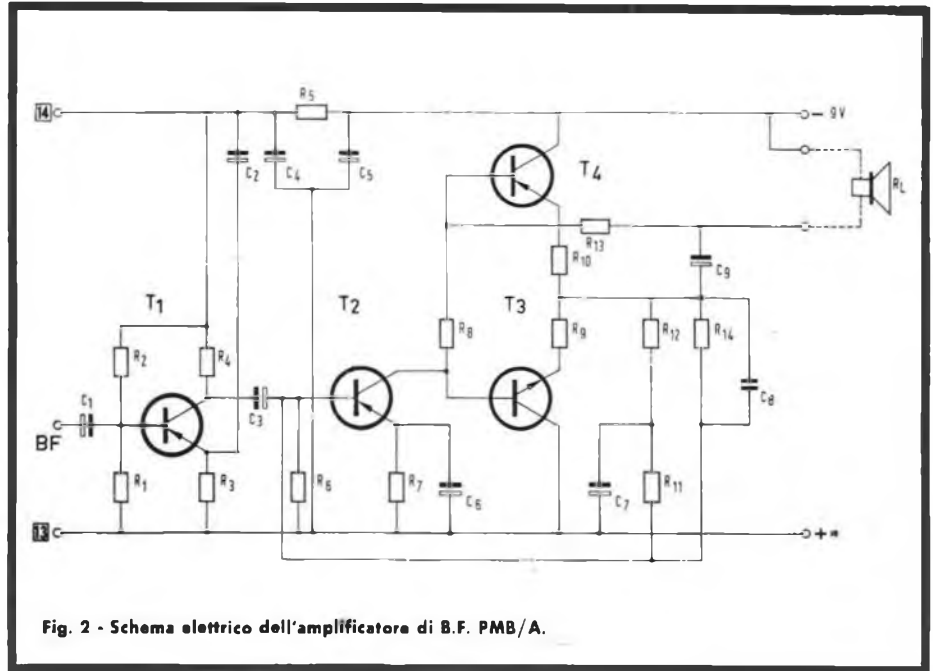 R5
14
- 9V
C2
C4
C5
T4
RL
R13
R10
C9
T1
T2
T3
R2
R4
R8
R9
R12
R14
C1
C3
C8
BF
R1
R3
R6
R7
C6
C7
R11
13
+
Fig. 2 - Schema elettrico dell'amplificatore di B.F. PMB/A.